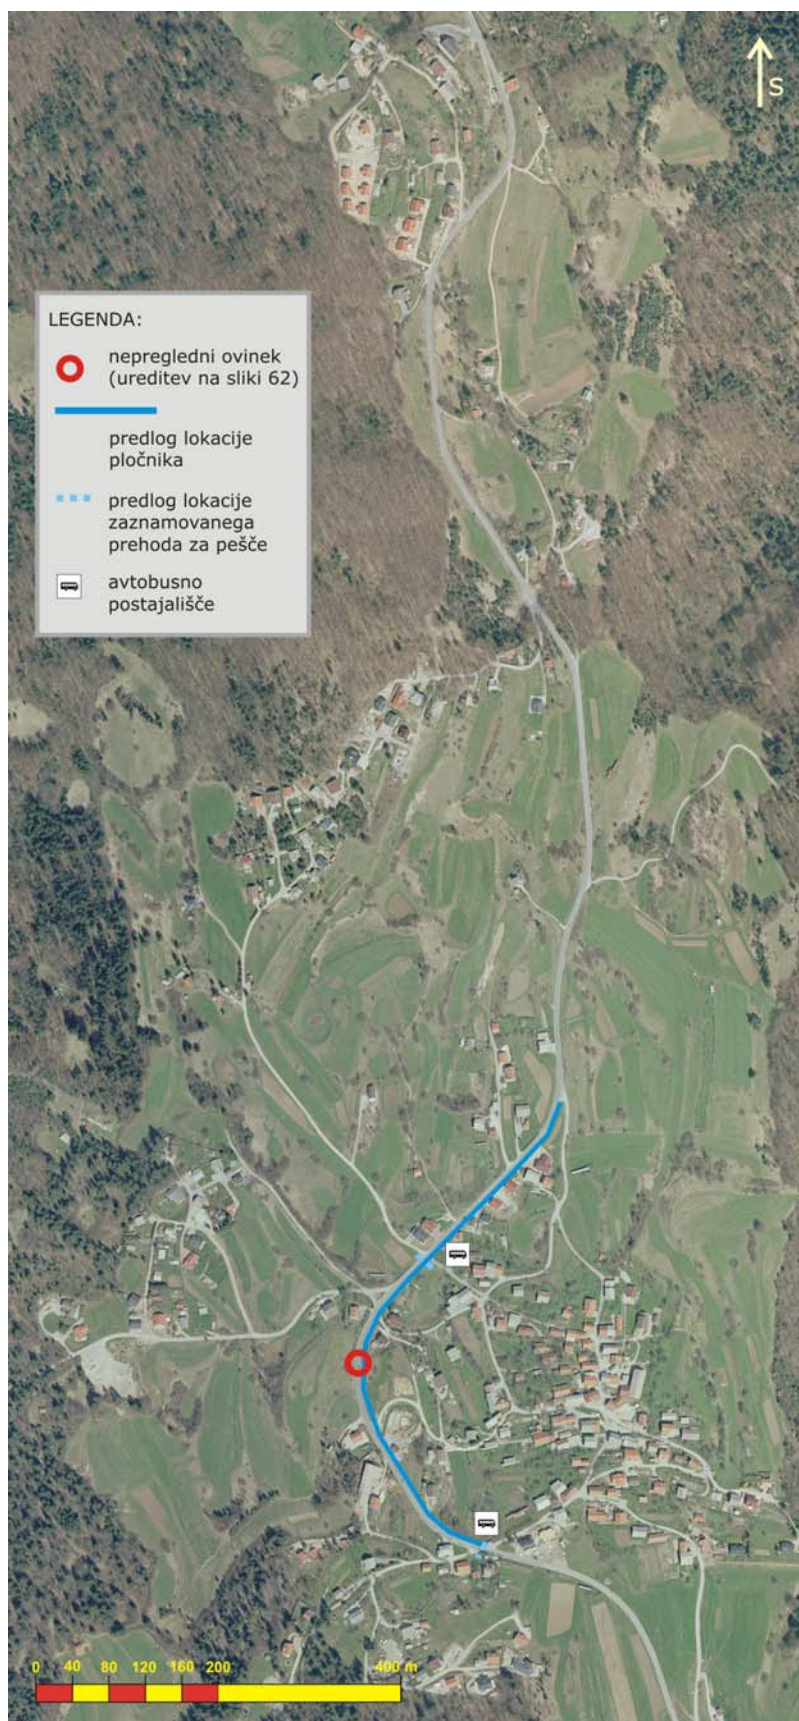 S
LEGENDA:
nepregledni ovinek
(ureditev na sliki 62)
predlog lokacije
pločnika
predlog lokacije
zaznamovanega
prehoda za pešče
avtobusno
postajališče
0 40 80 120 160 200 400 m